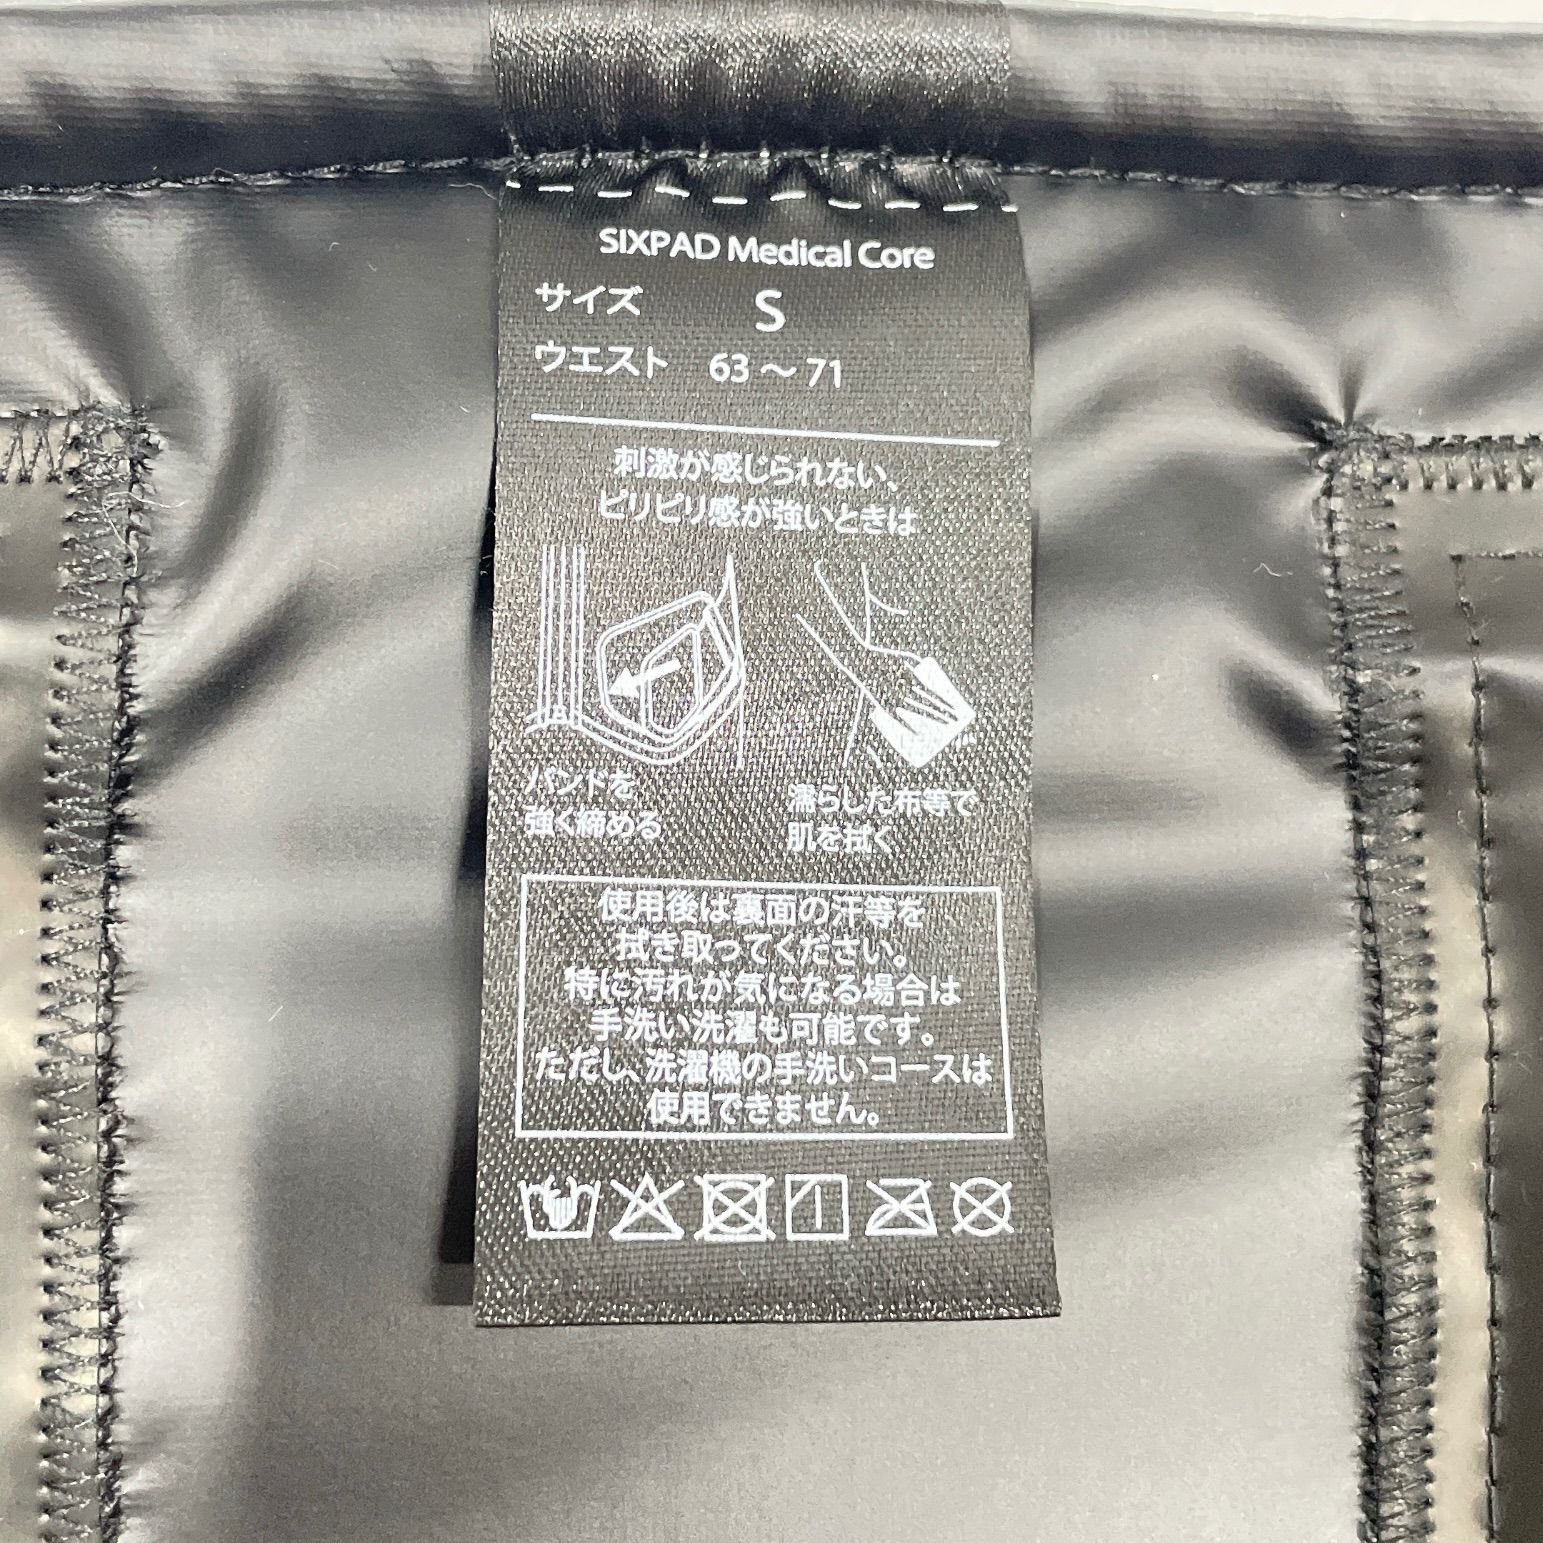 SIXPAD Medical Core
サイズ S
ウエスト 63～71
刺激が感じられない、
ピリピリ感が強いときは
バンドを
強く締める
濡らした布等で
肌を拭く
使用後は裏面の汗等を
拭き取ってください。
特に汚れが気になる場合は
手洗い洗濯も可能です。
ただし、洗濯機の手洗いコースは
使用できません。